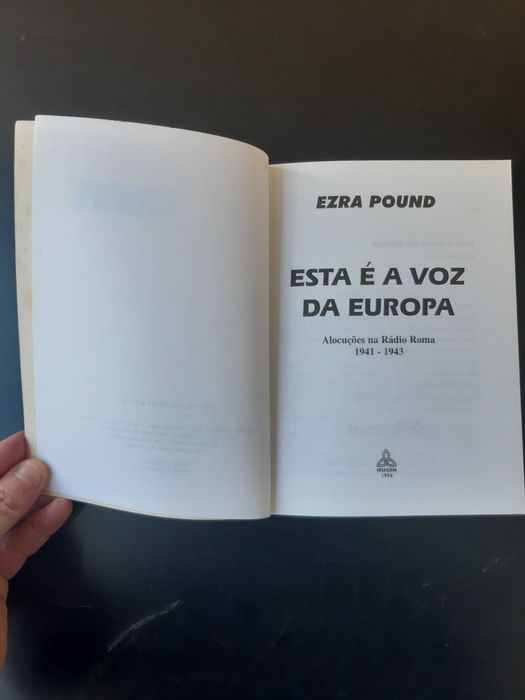 EZRA POUND
ESTA É A VOZ
DA EUROPA
Alocuções na Rádio Roma
1941 - 1943
HUGIN
1996